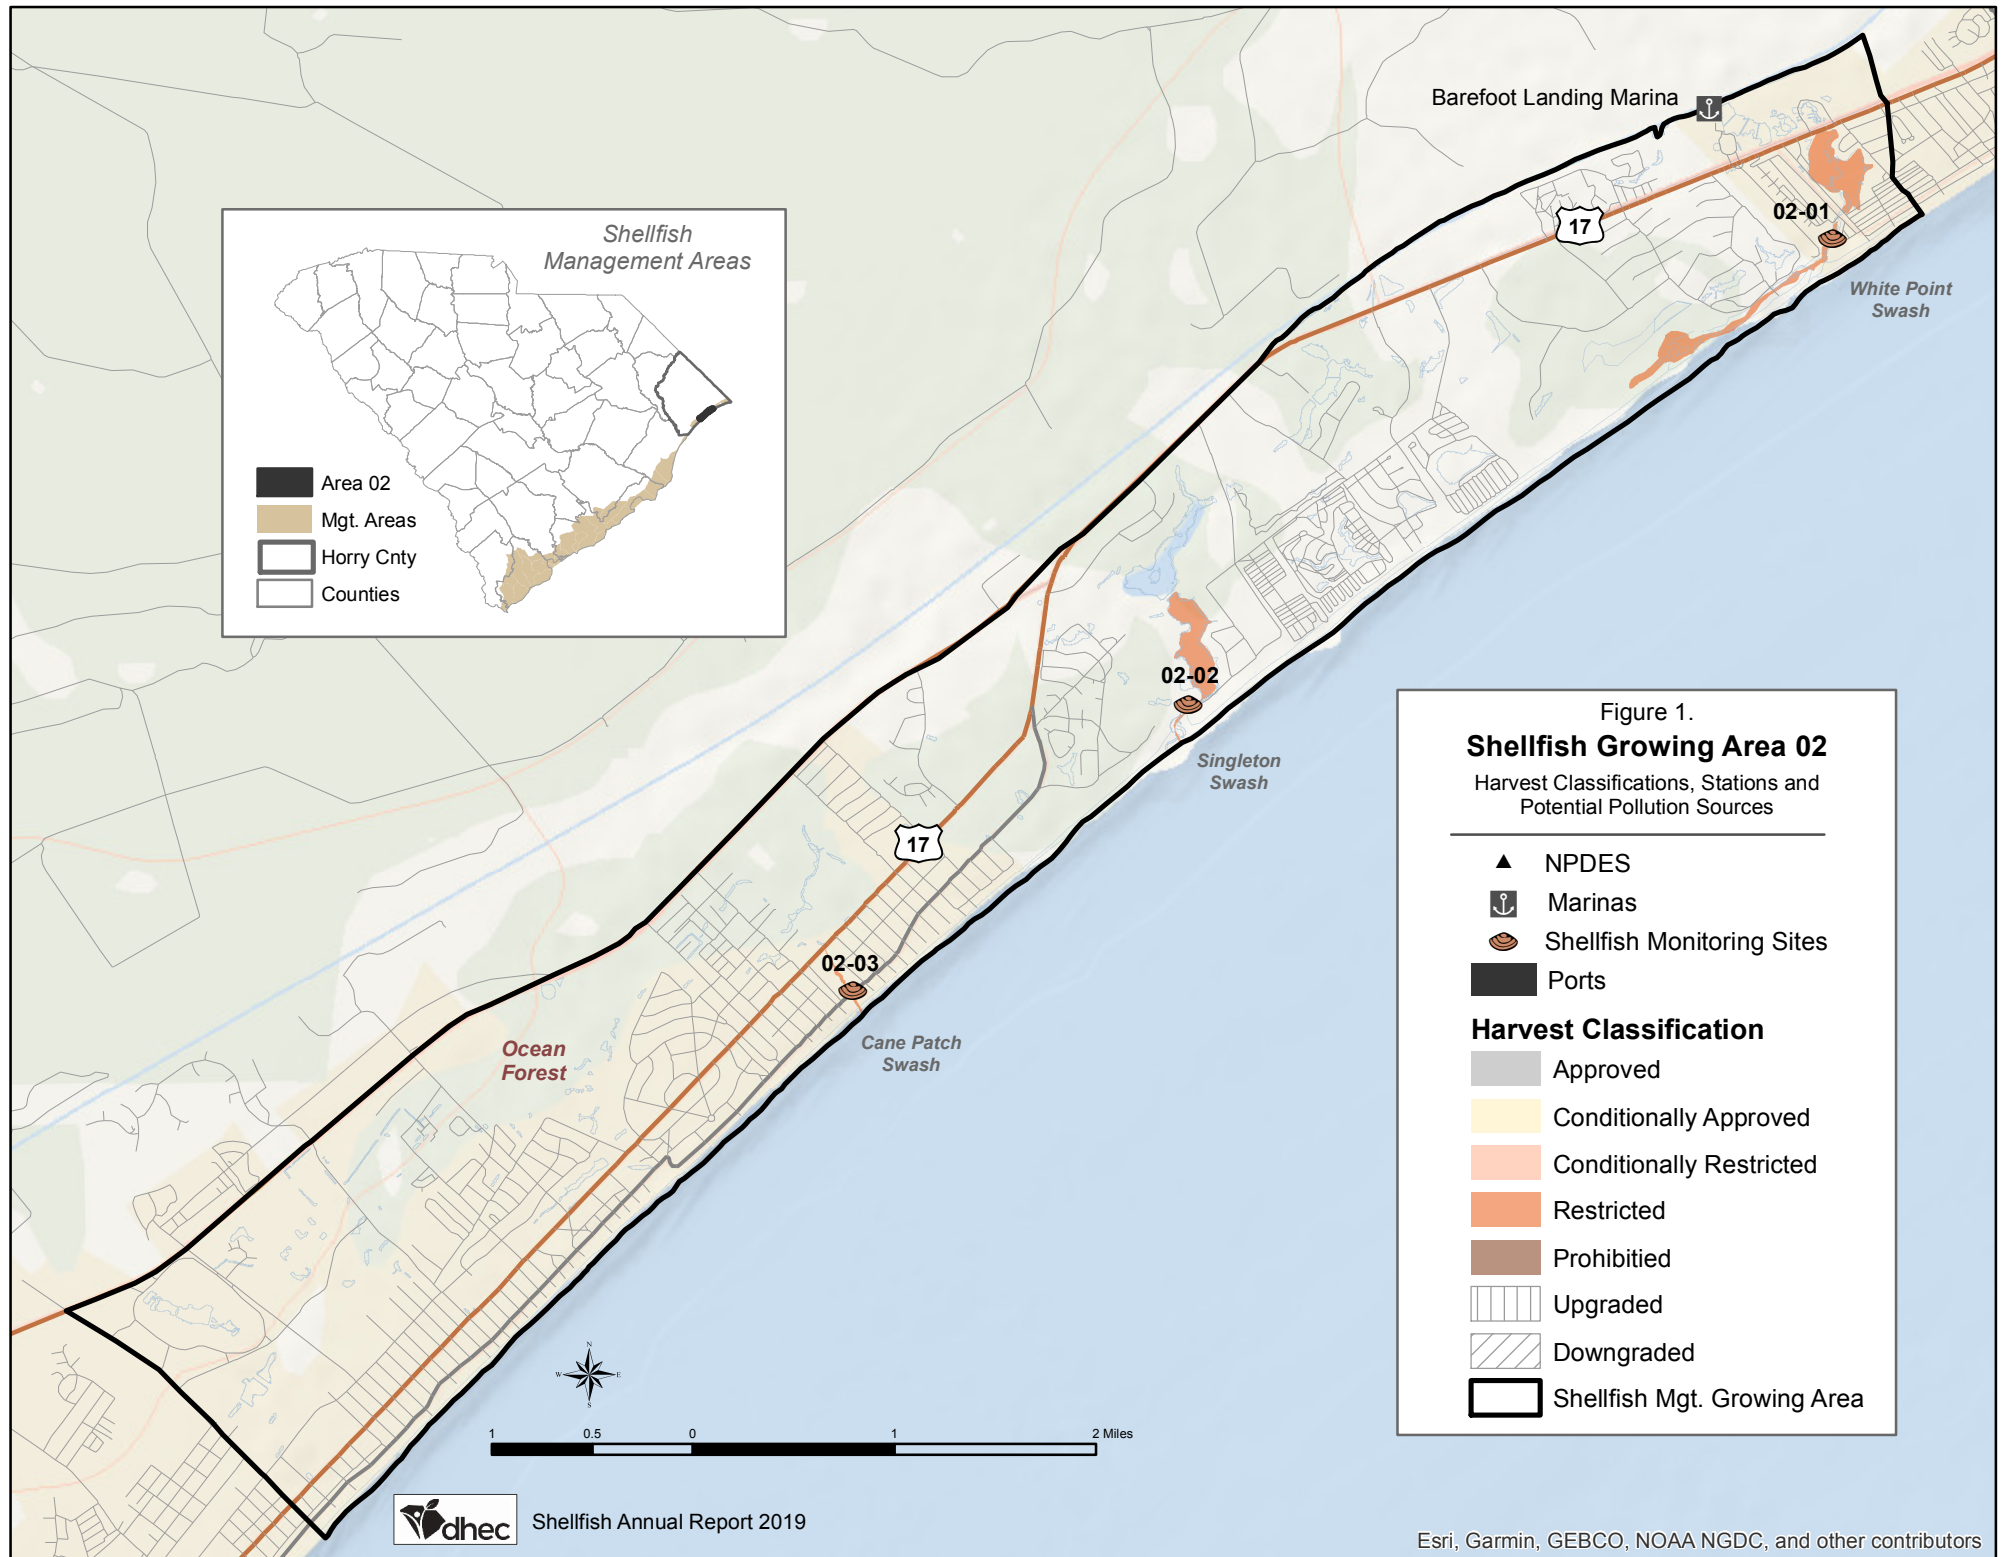 Barefoot Landing Marina
17
02-01
White Point
Swash
Shellfish
Management Areas
Area 02
Mgt. Areas
Horry Cnty
Counties
02-02
Singleton
Swash
17
02-03
Cane Patch
Swash
Ocean
Forest
Figure 1.
Shellfish Growing Area 02
Harvest Classifications, Stations and
Potential Pollution Sources
NPDES
Marinas
Shellfish Monitoring Sites
Ports
Harvest Classification
Approved
Conditionally Approved
Conditionally Restricted
Restricted
Prohibitied
Upgraded
Downgraded
Shellfish Mgt. Growing Area
N
W
E
S
1 0.5 0 1 2 Miles
dhec
Shellfish Annual Report 2019
Esri, Garmin, GEBCO, NOAA NGDC, and other contributors